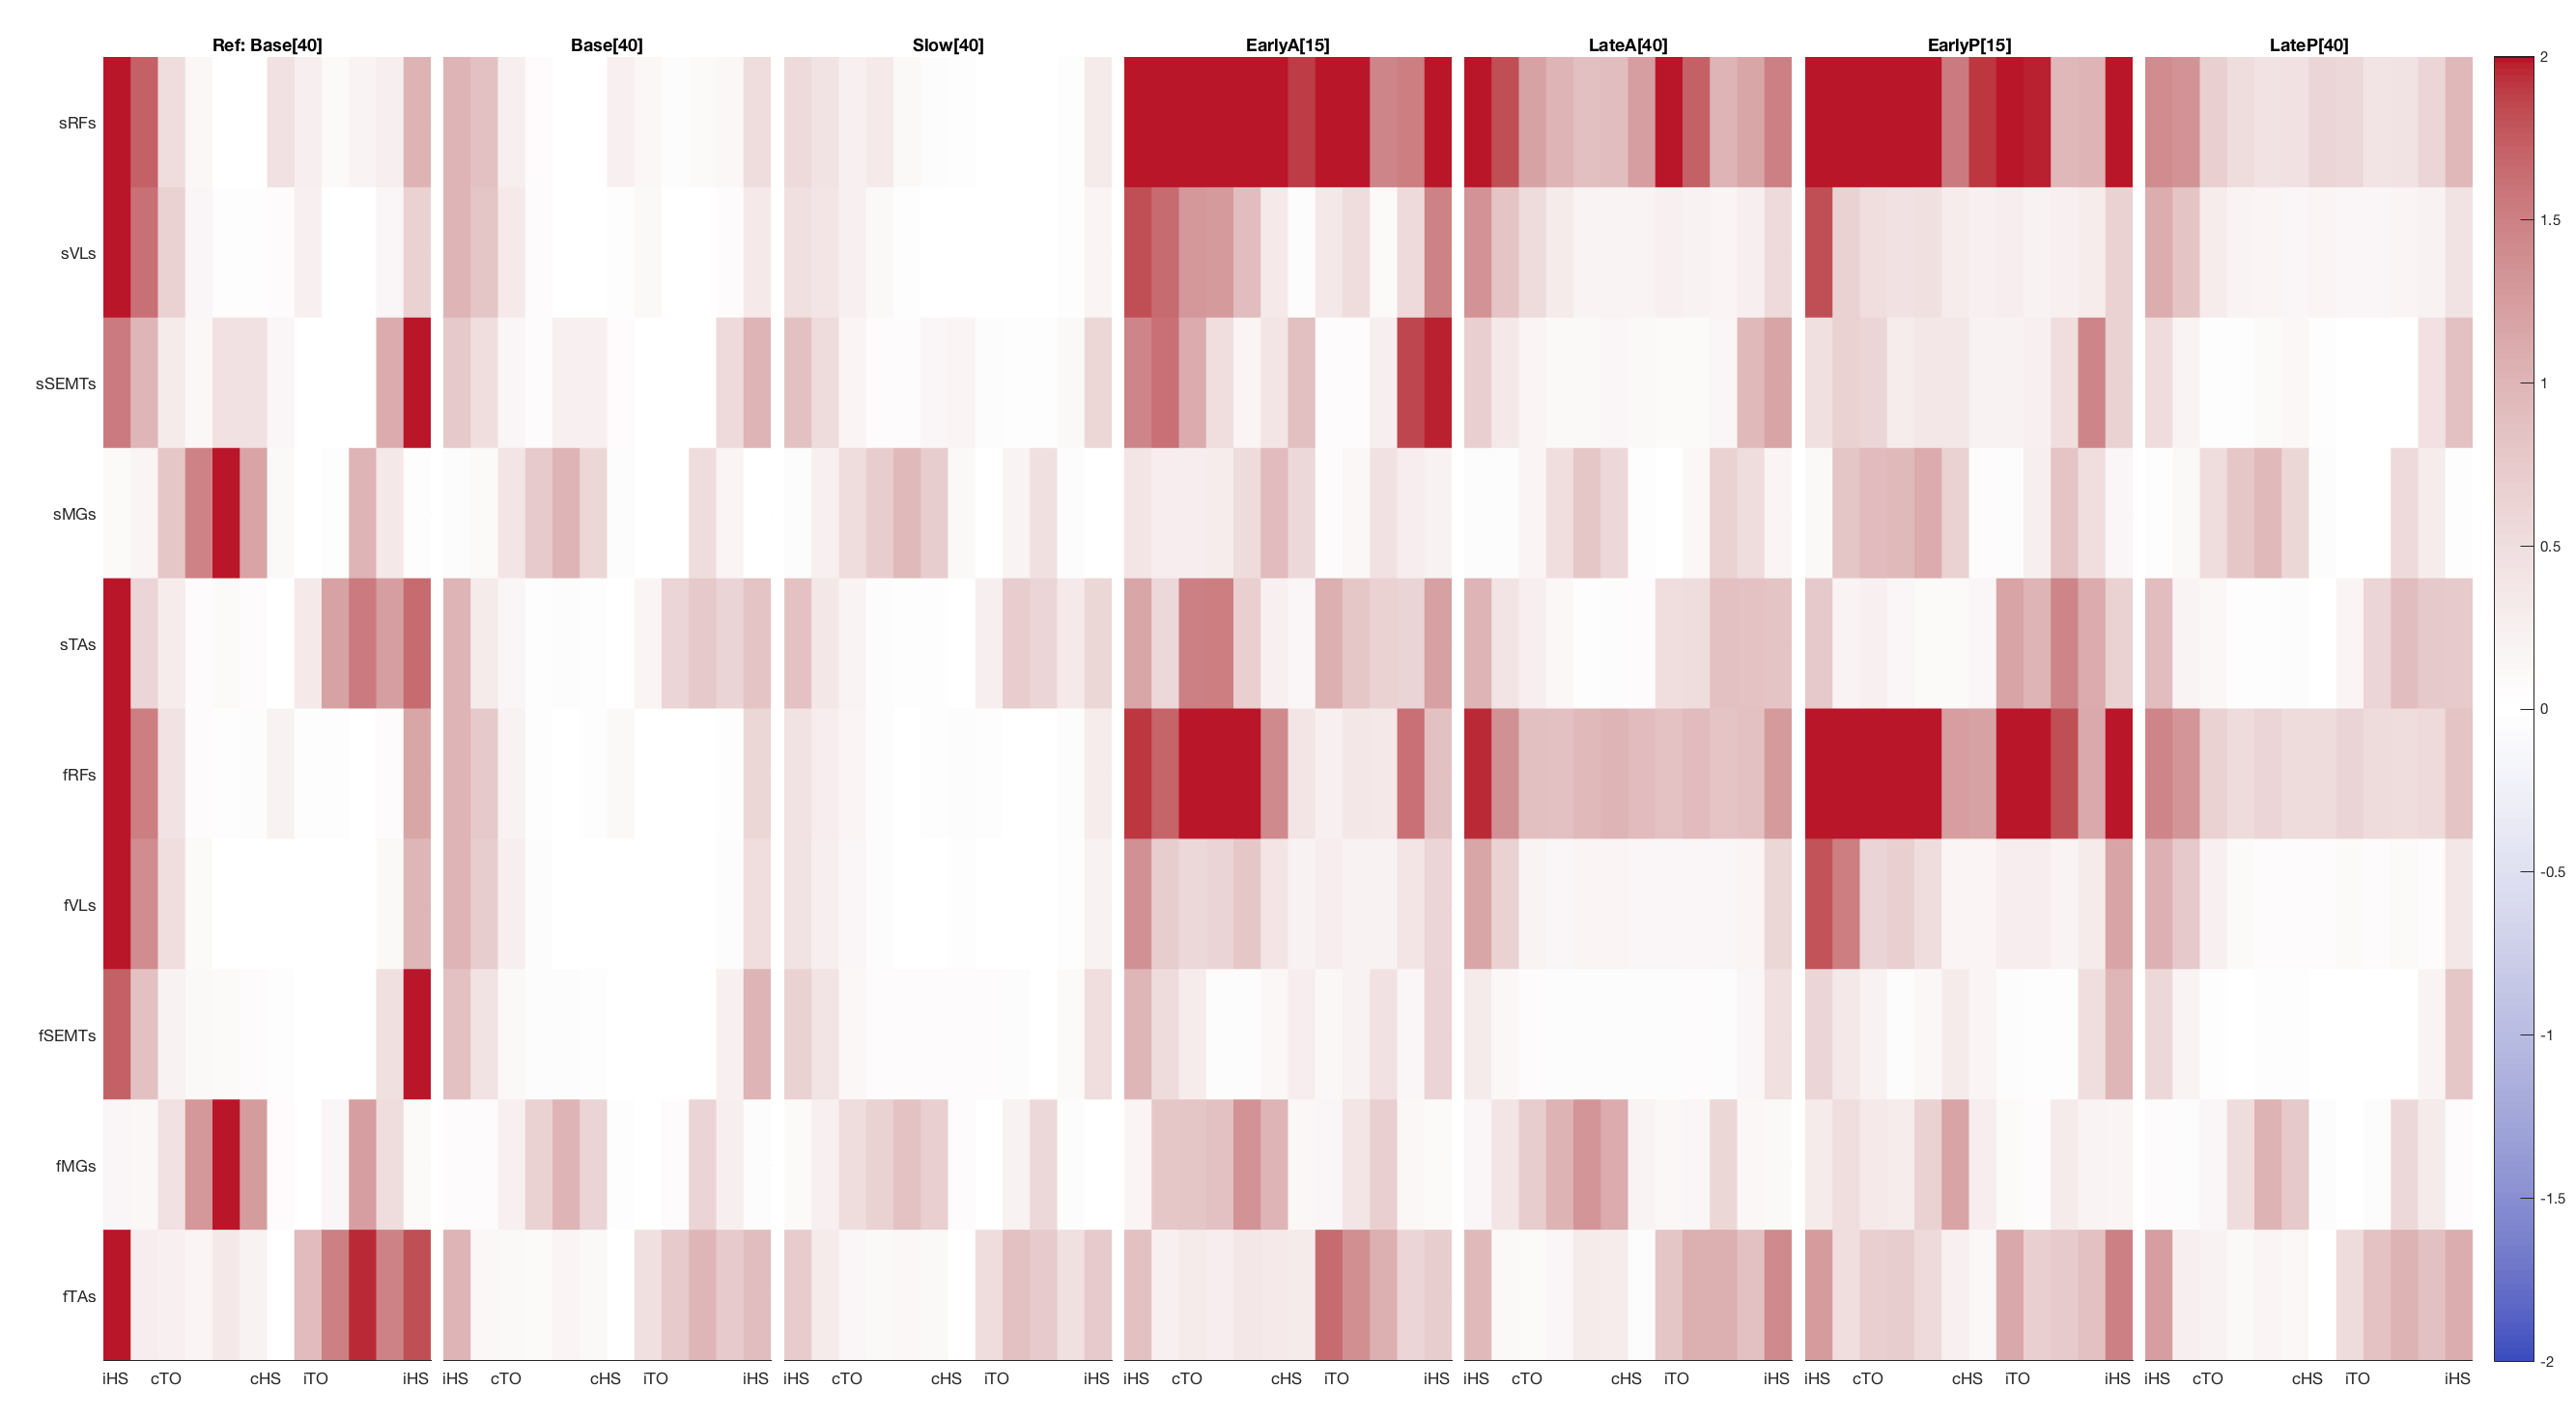 Ref: Base[40] Base[40] Slow[40] EarlyA[15] LateA[40] EarlyP[15] LateP[40]
sRFs
sVLs
sSEMTs
sMGs
sTAs
fRFs
fVLs
fSEMTs
fMGs
fTAs
iHS cTO cHS iTO iHS iHS cTO cHS iTO iHS iHS cTO cHS iTO iHS iHS cTO cHS iTO iHS iHS cTO cHS iTO iHS iHS cTO cHS iTO iHS iHS cTO cHS iTO iHS
2
1.5
1
0.5
0
-0.5
-1
-1.5
-2